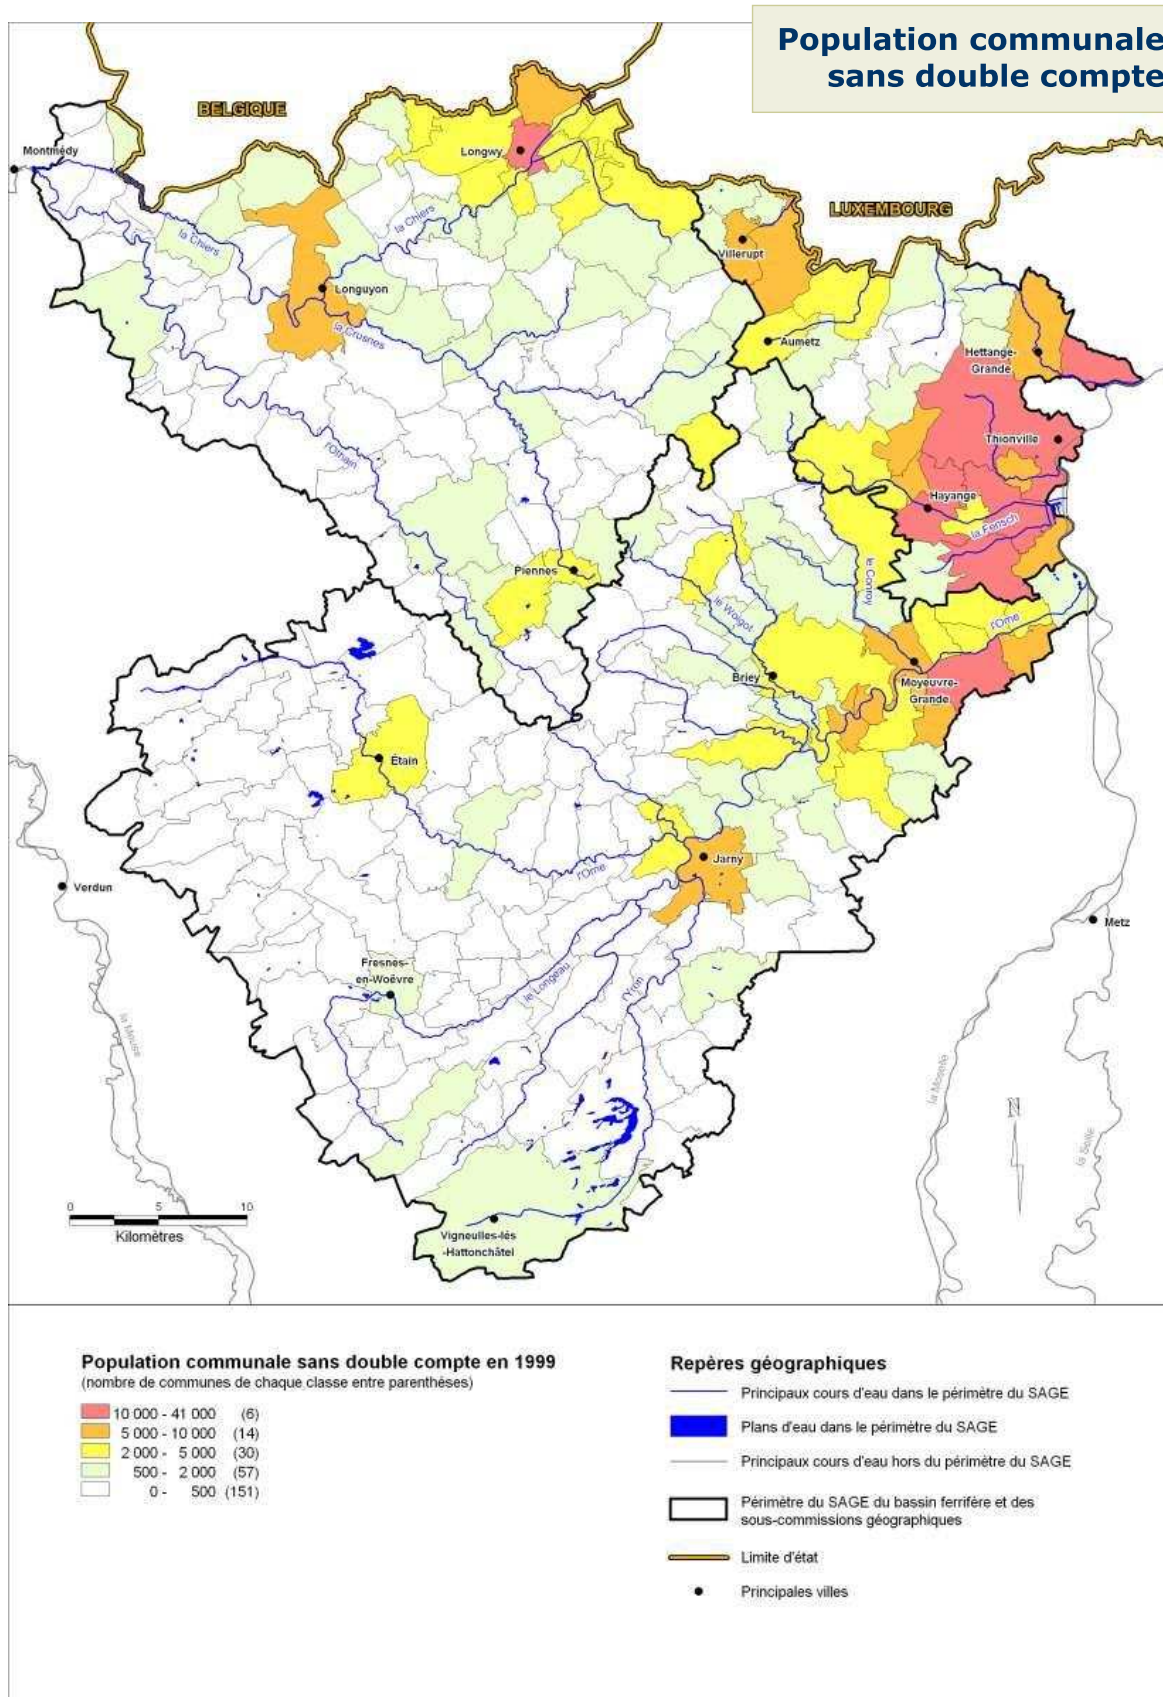 Population communale
sans double compte
BELGIQUE
Montmédy
Longwy
LUXEMBOURG
la Chiers
la Chiers
Villerupt
Longuyon
la Crusnes
Aumetz
Hettange-
Grande
l'Othain
Thionville
Hayange
la Fensch
Piennes
le Conroy
le Woigot
l'Orne
Briey
Moyeuvre-
Grande
Étain
Jarny
l'Orne
Verdun
Metz
Fresnes-
en-Woëvre
le Longeau
l'Yron
la Meuse
la Moselle
N
la Seille
0 5 10
Kilomètres
Vigneulles-lés
-Hattonchâtel
Population communale sans double compte en 1999
(nombre de communes de chaque classe entre parenthèses)
10 000 - 41 000 (6)
5 000 - 10 000 (14)
2 000 - 5 000 (30)
500 - 2 000 (57)
0 - 500 (151)
Repères géographiques
Principaux cours d'eau dans le périmètre du SAGE
Plans d'eau dans le périmètre du SAGE
Principaux cours d'eau hors du périmètre du SAGE
Périmètre du SAGE du bassin ferrifère et des
sous-commissions géographiques
Limite d'état
Principales villes